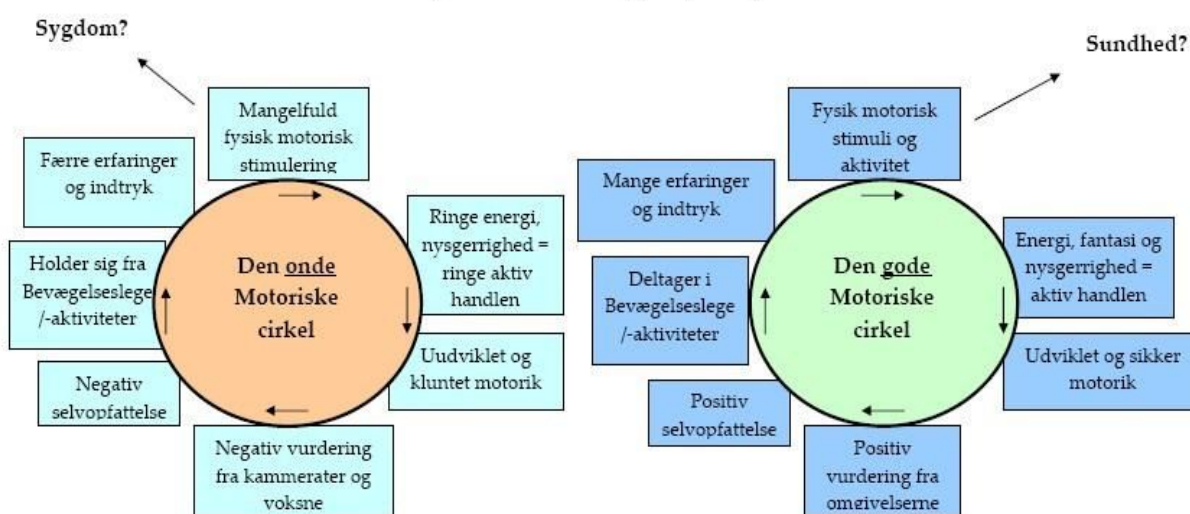 Sygdom?
Mangelfuld
fysisk motorisk
stimulering
Ringe energi,
nysgerrighed =
ringe aktiv
handlen
Uudviklet og
kluntet motorik
Negativ vurdering
fra kammerater og
voksne
Negativ
selvopfattelse
Holder sig fra
Bevægelseslege
/-aktiviteter
Færre erfaringer
og indtryk
Den onde
Motoriske
cirkel
Sundhed?
Fysik motorisk
stimuli og
aktivitet
Energi, fantasi og
nysgerrighed =
aktiv handlen
Udviklet og sikker
motorik
Positiv
vurdering fra
omgivelserne
Positiv
selvopfattelse
Deltager i
Bevægelseslege
/-aktiviteter
Mange erfaringer
og indtryk
Den gode
Motoriske
cirkel